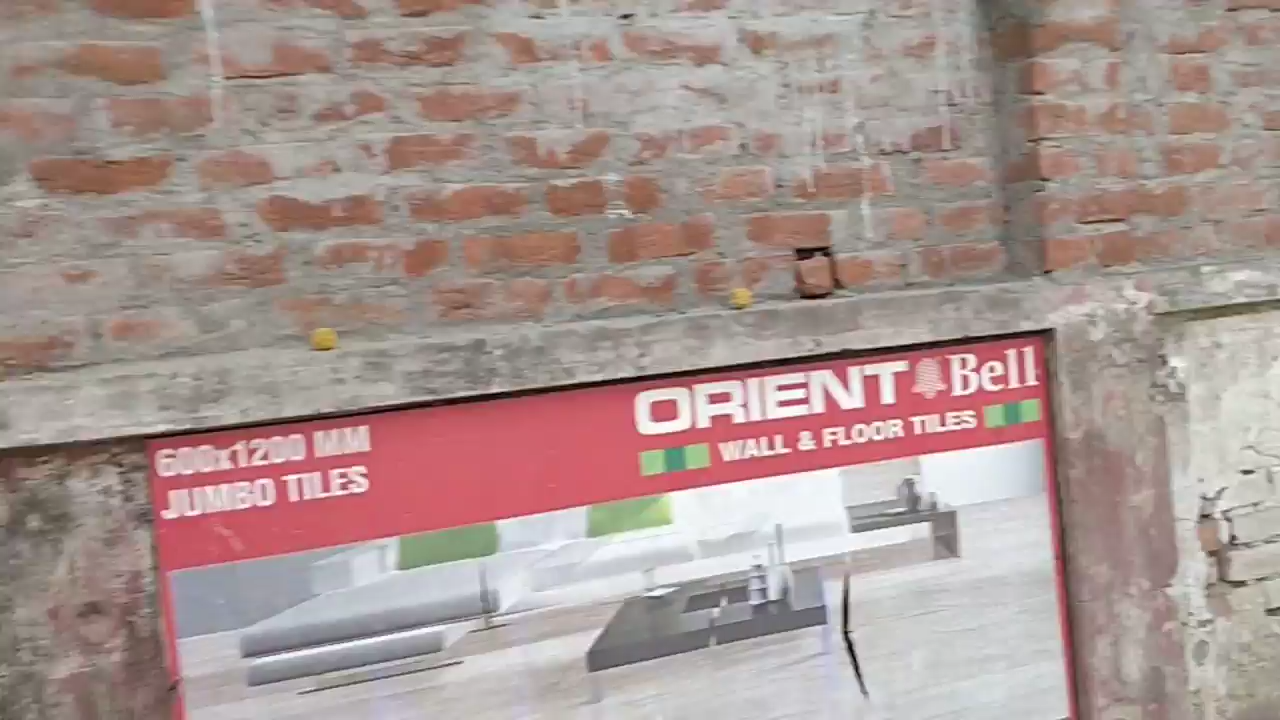 600x1200 MM
JUMBO TILES
ORIENT Bell
WALL & FLOOR TILES